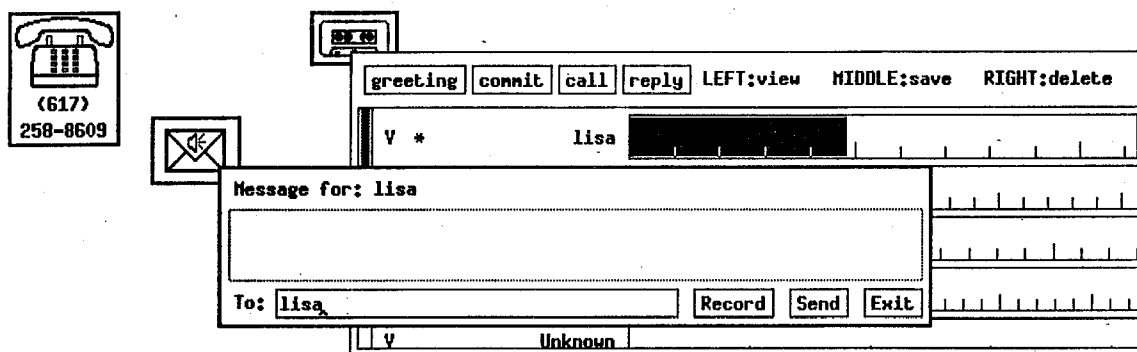 (617)
258-8609
greeting commit call reply LEFT:view MIDDLE:save RIGHT:delete
V * lisa
Message for: lisa
To: lisa
Record Send Exit
V Unknown